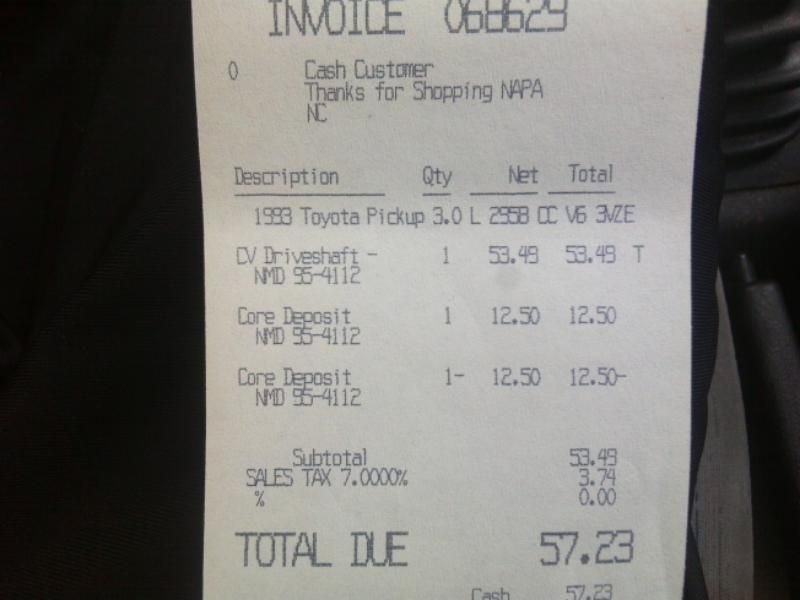 INVOICE 068629
0 Cash Customer
Thanks for Shopping NAPA
NC
Description Qty Net Total
1993 Toyota Pickup 3.0 L 2958 CC V6 3VZE
CV Driveshaft - 1 53.49 53.49 T
NMD 95-4112
Core Deposit 1 12.50 12.50
NMD 95-4112
Core Deposit 1- 12.50 12.50-
NMD 95-4112
Subtotal 53.49
SALES TAX 7.0000% 3.74
% 0.00
TOTAL DUE 57.23
Cash 57.23